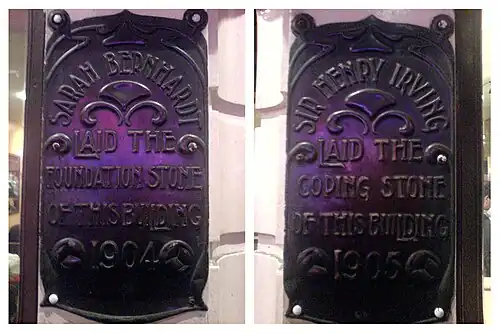 SARAH BERNHARDT
LAID THE
FOUNDATION STONE
OF THIS BUILDING
1904
SIR HENRY IRVING
LAID THE
COPING STONE
OF THIS BUILDING
1905